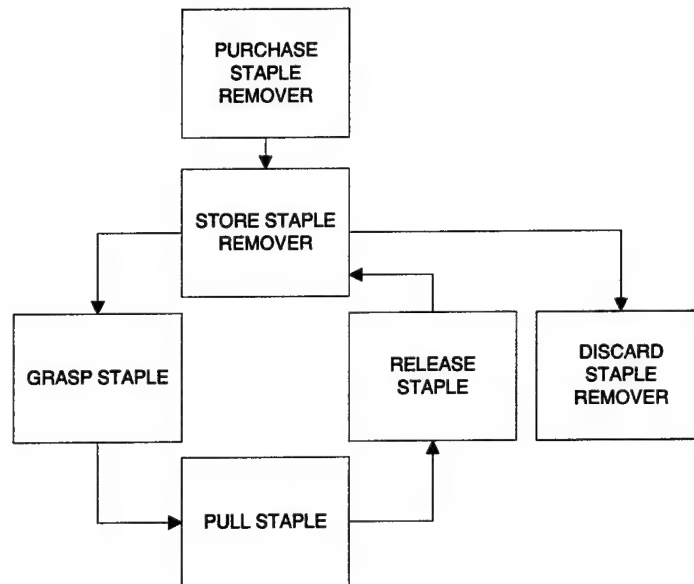 PURCHASE
STAPLE
REMOVER
STORE STAPLE
REMOVER
GRASP STAPLE
RELEASE
STAPLE
DISCARD
STAPLE
REMOVER
PULL STAPLE